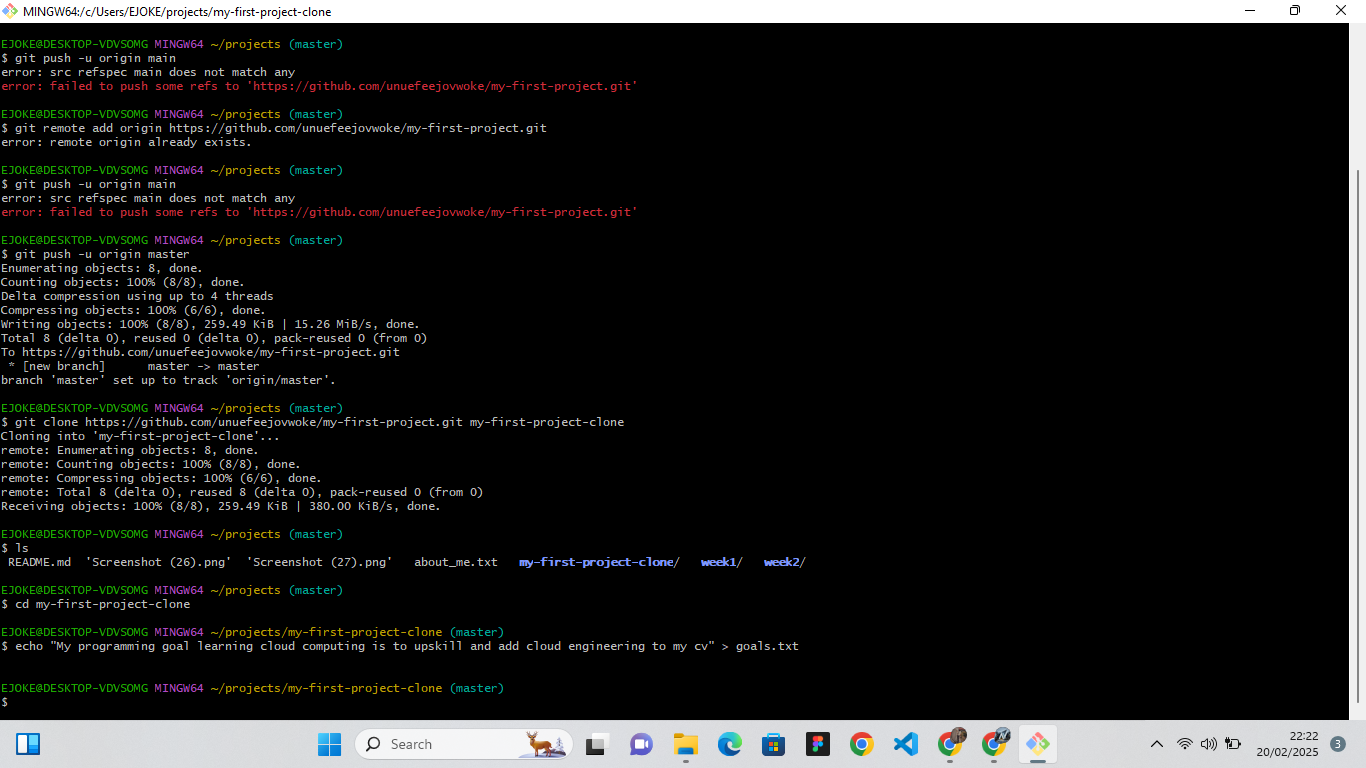 MINGW64:/c/Users/EJOKE/projects/my-first-project-clone
EJOKE@DESKTOP-VDVSOMG MINGW64 ~/projects (master)
$ git push -u origin main
error: src refspec main does not match any
error: failed to push some refs to 'https://github.com/unuefeejovwoke/my-first-project.git'
EJOKE@DESKTOP-VDVSOMG MINGW64 ~/projects (master)
$ git remote add origin https://github.com/unuefeejovwoke/my-first-project.git
error: remote origin already exists.
EJOKE@DESKTOP-VDVSOMG MINGW64 ~/projects (master)
$ git push -u origin main
error: src refspec main does not match any
error: failed to push some refs to 'https://github.com/unuefeejovwoke/my-first-project.git'
EJOKE@DESKTOP-VDVSOMG MINGW64 ~/projects (master)
$ git push -u origin master
Enumerating objects: 8, done.
Counting objects: 100% (8/8), done.
Delta compression using up to 4 threads
Compressing objects: 100% (6/6), done.
Writing objects: 100% (8/8), 259.49 KiB | 15.26 MiB/s, done.
Total 8 (delta 0), reused 0 (delta 0), pack-reused 0 (from 0)
To https://github.com/unuefeejovwoke/my-first-project.git
 * [new branch]      master -> master
branch 'master' set up to track 'origin/master'.
EJOKE@DESKTOP-VDVSOMG MINGW64 ~/projects (master)
$ git clone https://github.com/unuefeejovwoke/my-first-project.git my-first-project-clone
Cloning into 'my-first-project-clone'...
remote: Enumerating objects: 8, done.
remote: Counting objects: 100% (8/8), done.
remote: Compressing objects: 100% (6/6), done.
remote: Total 8 (delta 0), reused 8 (delta 0), pack-reused 0 (from 0)
Receiving objects: 100% (8/8), 259.49 KiB | 380.00 KiB/s, done.
EJOKE@DESKTOP-VDVSOMG MINGW64 ~/projects (master)
$ ls
 README.md  'Screenshot (26).png'  'Screenshot (27).png'   about_me.txt   my-first-project-clone/   week1/   week2/
EJOKE@DESKTOP-VDVSOMG MINGW64 ~/projects (master)
$ cd my-first-project-clone
EJOKE@DESKTOP-VDVSOMG MINGW64 ~/projects/my-first-project-clone (master)
$ echo "My programming goal learning cloud computing is to upskill and add cloud engineering to my cv" > goals.txt
EJOKE@DESKTOP-VDVSOMG MINGW64 ~/projects/my-first-project-clone (master)
$
Search
22:22
20/02/2025
3